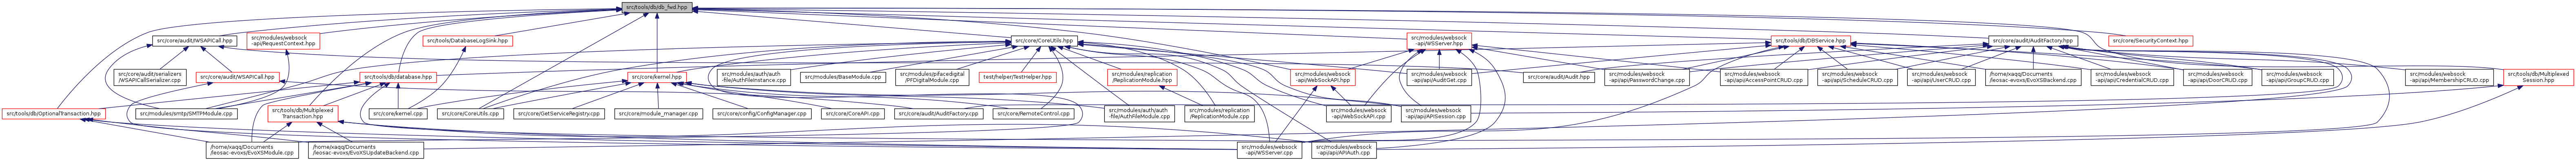 src/tools/db/db_fwd.hpp
src/core/audit/IWSAPICall.hpp
src/modules/websock
-api/RequestContext.hpp
src/tools/DatabaseLogSink.hpp
src/core/CoreUtils.hpp
src/modules/websock
-api/WSServer.hpp
src/tools/db/DBService.hpp
src/core/audit/AuditFactory.hpp
src/core/SecurityContext.hpp
src/core/audit/serializers
/WSAPICallSerializer.cpp
src/core/audit/WSAPICall.hpp
src/tools/db/database.hpp
src/core/kernel.hpp
src/modules/auth/auth
-file/AuthFileInstance.cpp
src/modules/BaseModule.cpp
src/modules/pifacedigital
/PFDigitalModule.cpp
test/helper/TestHelper.hpp
src/modules/replication
/ReplicationModule.hpp
src/modules/websock
-api/WebSockAPI.hpp
src/modules/websock
-api/api/AuditGet.cpp
src/core/audit/Audit.hpp
src/modules/websock
-api/api/PasswordChange.cpp
src/modules/websock
-api/api/AccessPointCRUD.cpp
src/modules/websock
-api/api/ScheduleCRUD.cpp
src/modules/websock
-api/api/UserCRUD.cpp
/home/xaqq/Documents
/leosac-evoxs/EvoXSBackend.cpp
src/modules/websock
-api/api/CredentialCRUD.cpp
src/modules/websock
-api/api/DoorCRUD.cpp
src/modules/websock
-api/api/GroupCRUD.cpp
src/modules/websock
-api/api/MembershipCRUD.cpp
src/tools/db/Multiplexed
Session.hpp
src/tools/db/OptionalTransaction.hpp
src/modules/smtp/SMTPModule.cpp
src/tools/db/Multiplexed
Transaction.hpp
src/core/kernel.cpp
src/core/CoreUtils.cpp
src/core/GetServiceRegistry.cpp
src/core/module_manager.cpp
src/core/config/ConfigManager.cpp
src/core/CoreAPI.cpp
src/core/audit/AuditFactory.cpp
src/core/RemoteControl.cpp
src/modules/auth/auth
-file/AuthFileModule.cpp
src/modules/replication
/ReplicationModule.cpp
src/modules/websock
-api/WebSockAPI.cpp
src/modules/websock
-api/api/APISession.cpp
/home/xaqq/Documents
/leosac-evoxs/EvoXSModule.cpp
/home/xaqq/Documents
/leosac-evoxs/EvoXSUpdateBackend.cpp
src/modules/websock
-api/WSServer.cpp
src/modules/websock
-api/api/APIAuth.cpp